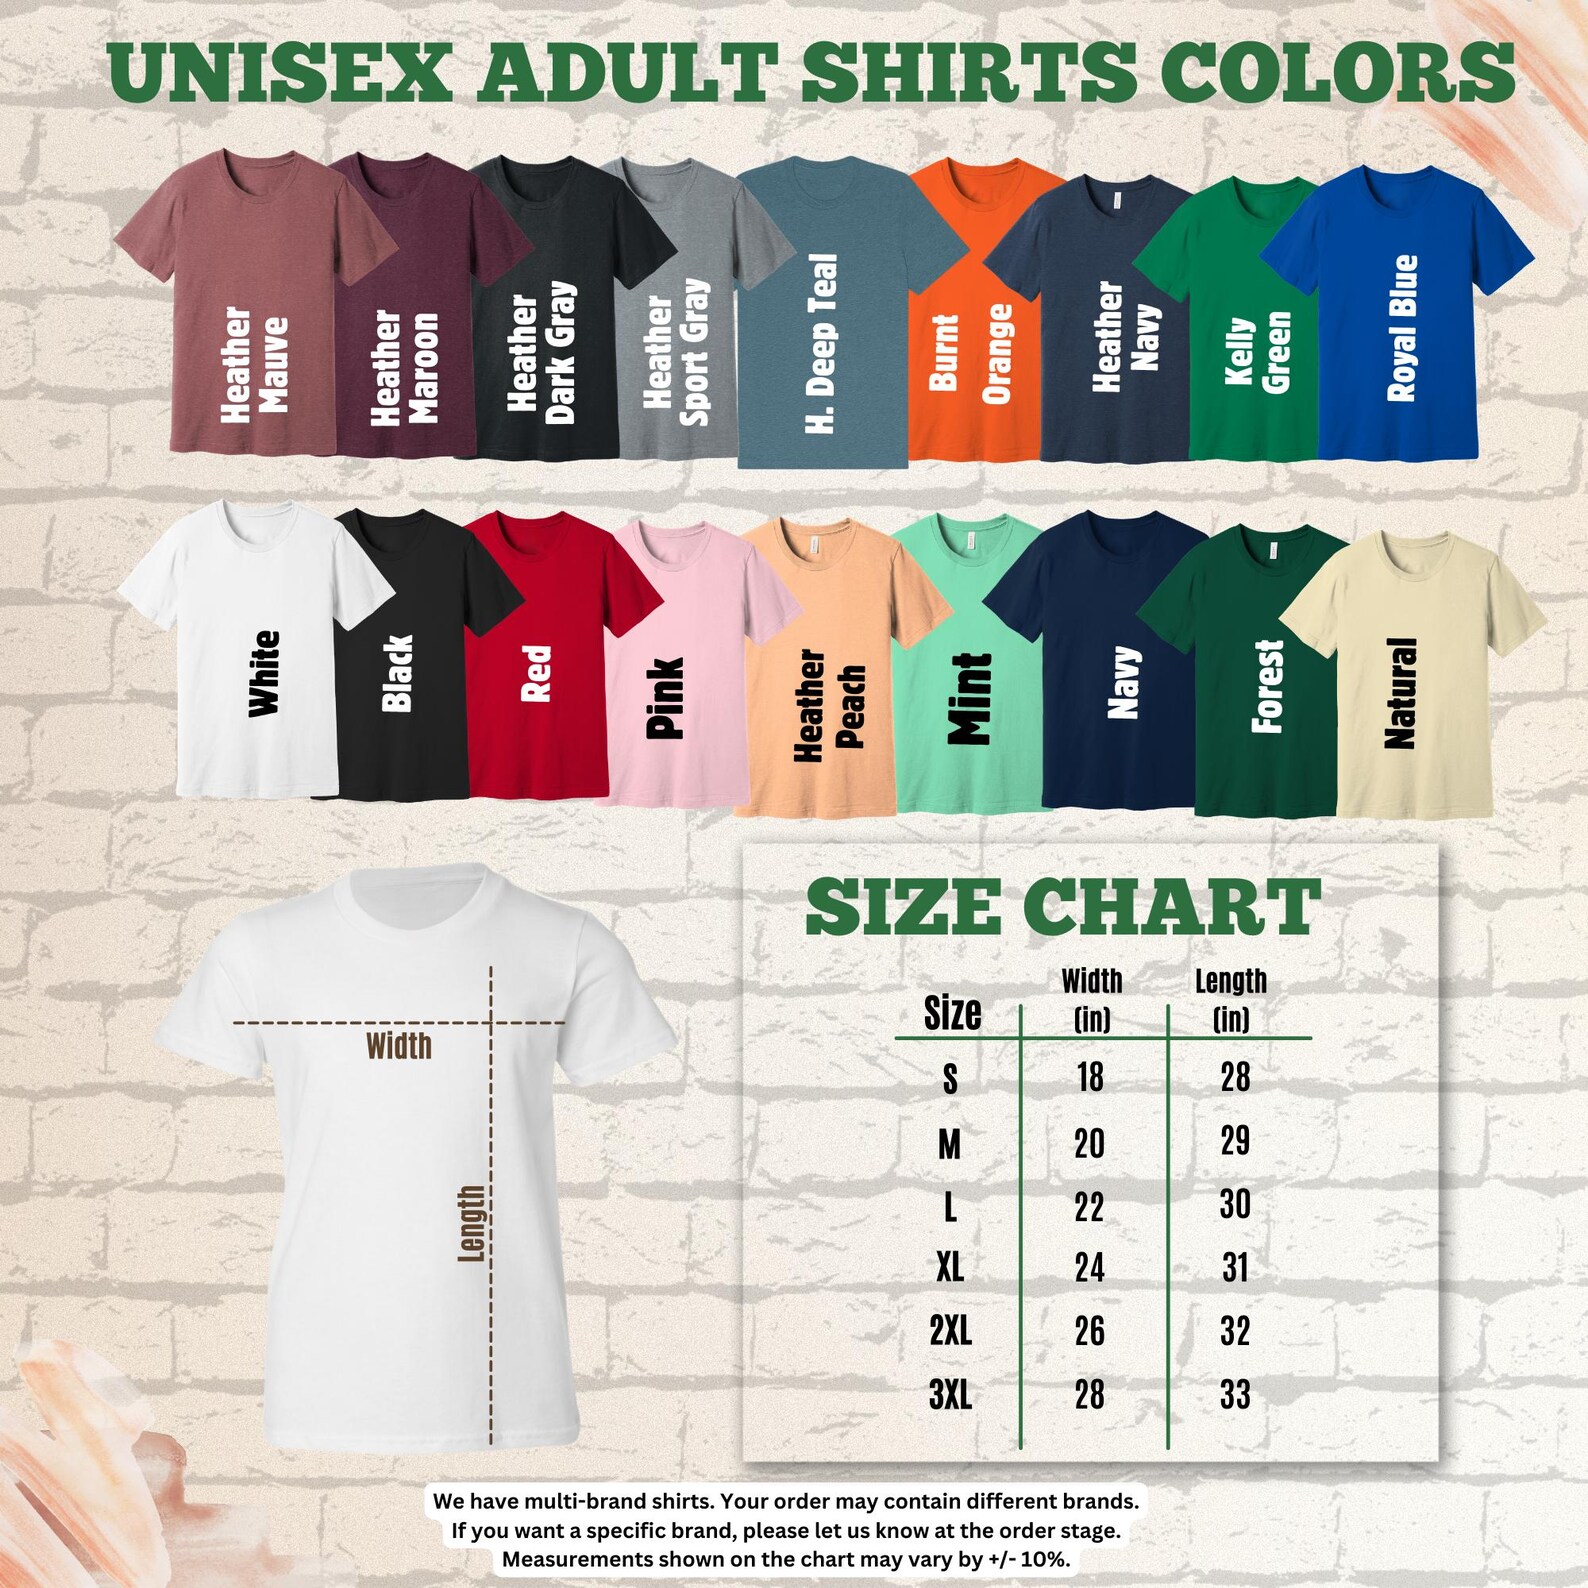 UNISEX ADULT SHIRTS COLORS
Heather
Mauve
Heather
Maroon
Heather
Dark Gray
Heather
Sport Gray
H. Deep Teal
Burnt
Orange
Heather
Navy
Kelly
Green
Royal Blue
White
Black
Red
Pink
Heather
Peach
Mint
Navy
Forest
Natural
Width
Length
SIZE CHART
Size Width (in) Length (in)
S 18 28
M 20 29
L 22 30
XL 24 31
2XL 26 32
3XL 28 33
We have multi-brand shirts. Your order may contain different brands.
If you want a specific brand, please let us know at the order stage.
Measurements shown on the chart may vary by +/- 10%.